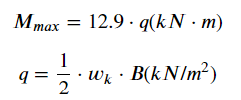 M_max = 12.9 · q(kN · m)
q = 1/2 · w_k · B(kN/m²)